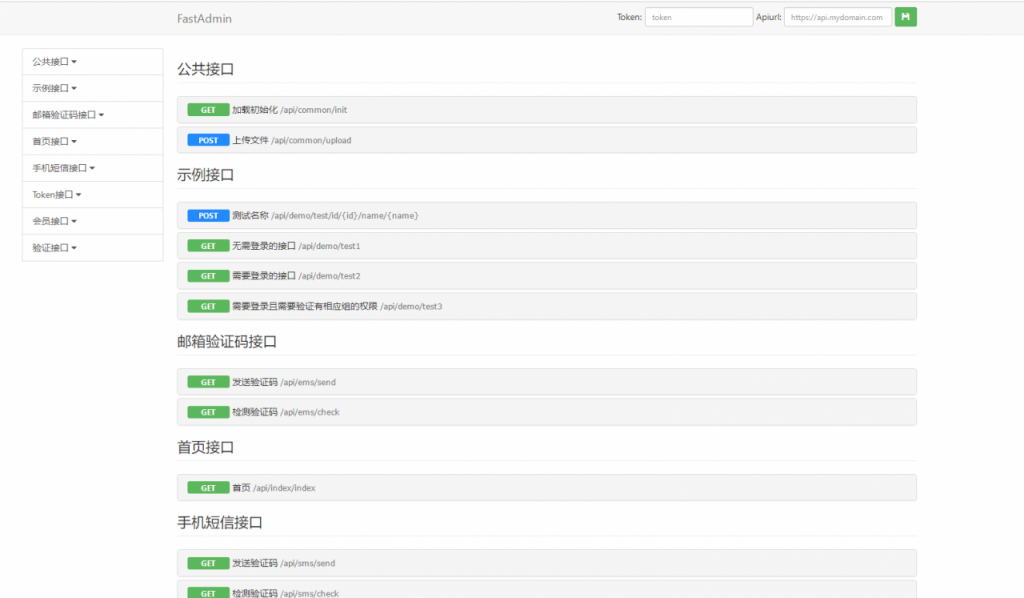 FastAdmin
Token: token Apiurl: https://api.mydomain.com
公共接口
示例接口
邮箱验证码接口
首页接口
手机短信接口
Token接口
会员接口
验证接口
公共接口
GET 加载初始化 /api/common/init
POST 上传文件 /api/common/upload
示例接口
POST 测试名称 /api/demo/test/id/{id}/name/{name}
GET 无需登录的接口 /api/demo/test1
GET 需要登录的接口 /api/demo/test2
GET 需要登录且需要验证有相应组的权限 /api/demo/test3
邮箱验证码接口
GET 发送验证码 /api/ems/send
GET 检测验证码 /api/ems/check
首页接口
GET 首页 /api/index/index
手机短信接口
GET 发送验证码 /api/sms/send
GET 检测验证码 /api/sms/check